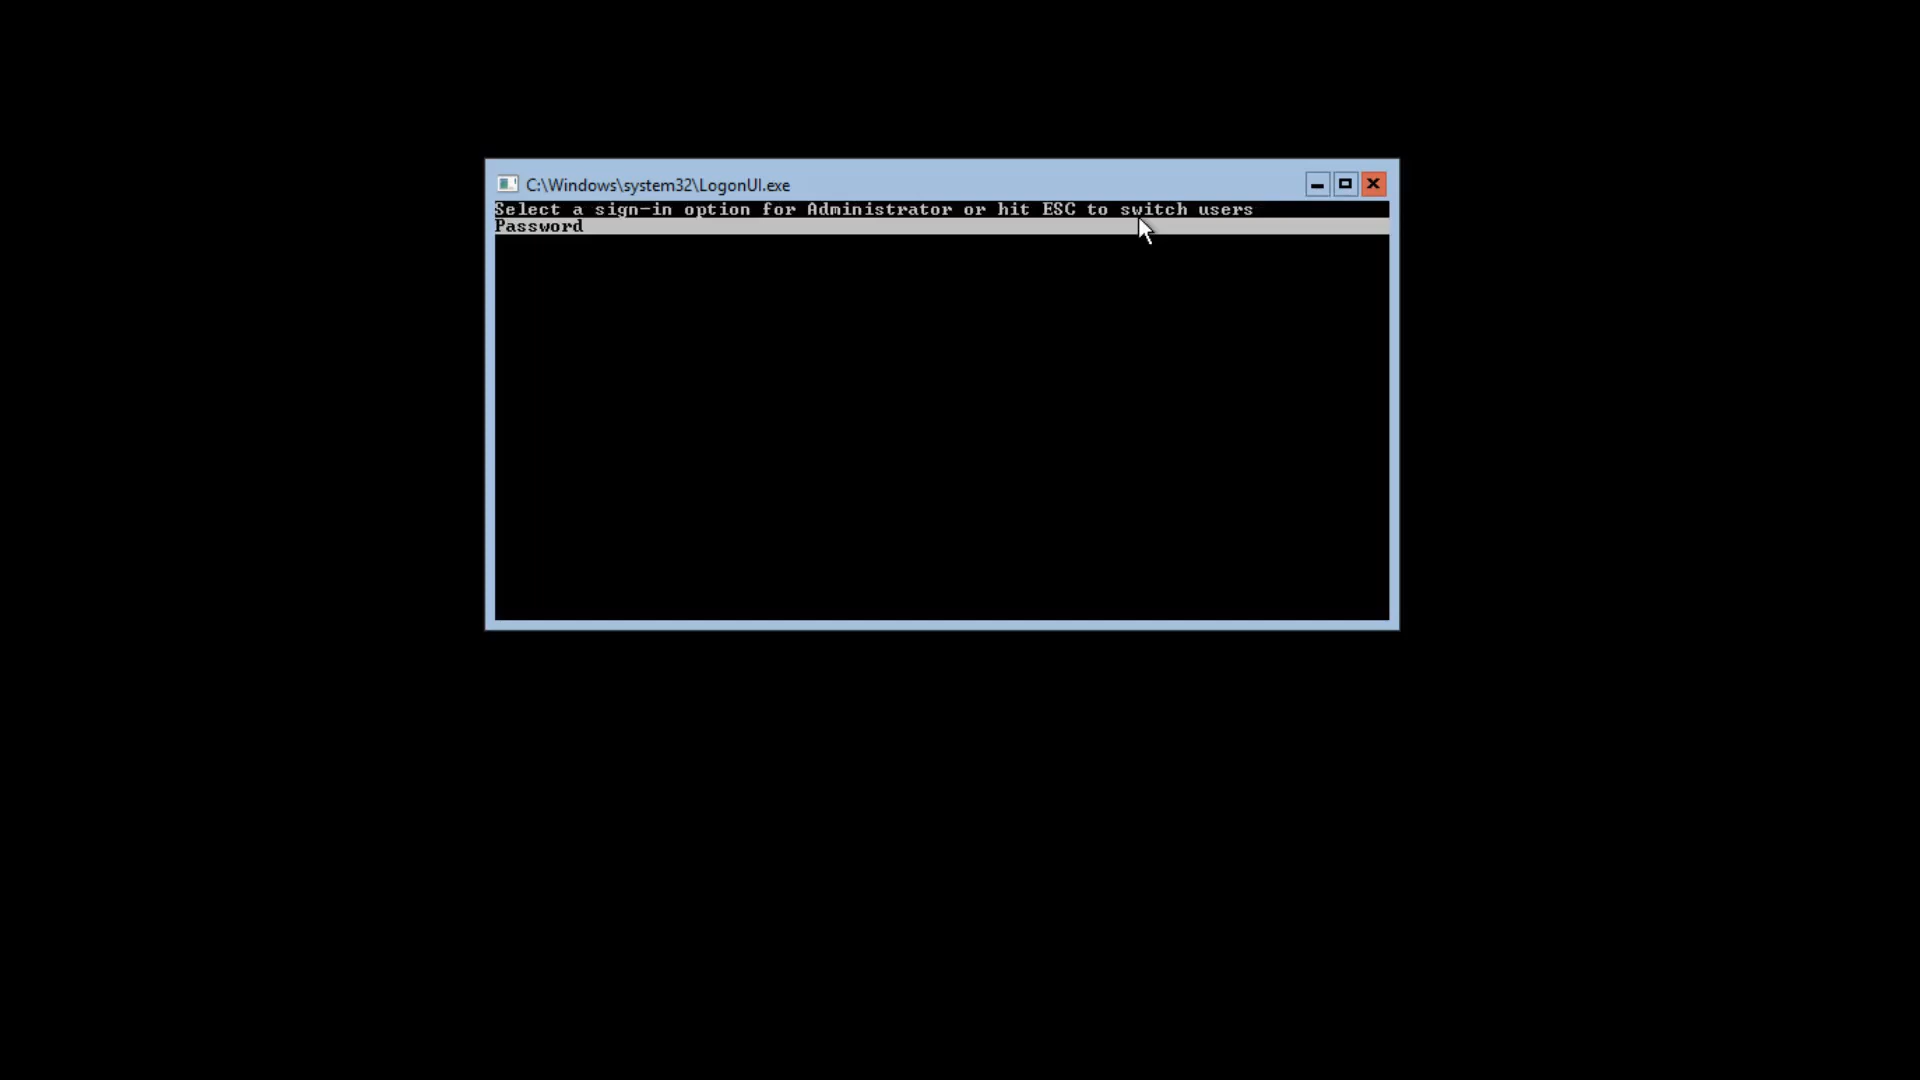 C:\Windows\system32\LogonUI.exe
Select a sign-in option for Administrator or hit ESC to switch users
Password